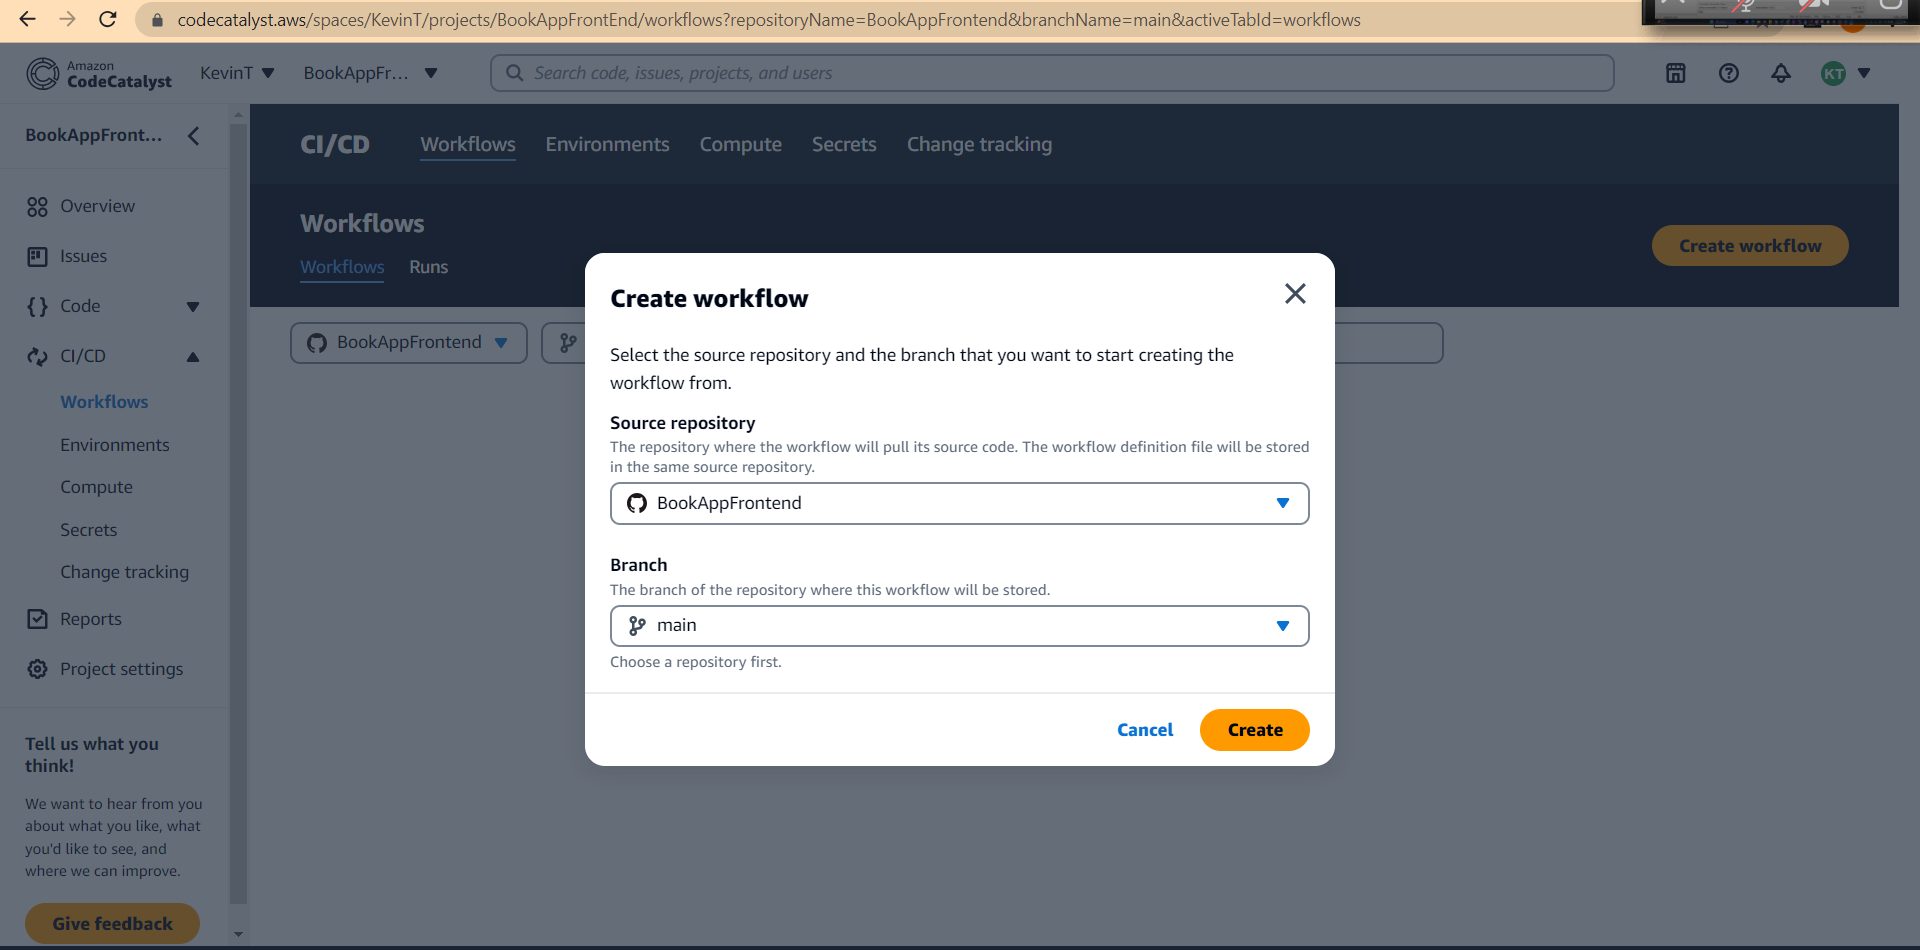 codecatalyst.aws/spaces/KevinT/projects/BookAppFrontEnd/workflows?repositoryName=BookAppFrontend&branchName=main&activeTabId=workflows
Amazon
CodeCatalyst
KevinT
BookAppFr...
Search code, issues, projects, and users
KT
BookAppFront...
Overview
Issues
Code
CI/CD
Workflows
Environments
Compute
Secrets
Change tracking
Reports
Project settings
Tell us what you
think!
We want to hear from you
about what you like, what
you'd like to see, and
where we can improve.
Give feedback
CI/CD
Workflows
Environments
Compute
Secrets
Change tracking
Workflows
Create workflow
Workflows
Runs
BookAppFrontend
Create workflow
Select the source repository and the branch that you want to start creating the
workflow from.
Source repository
The repository where the workflow will pull its source code. The workflow definition file will be stored
in the same source repository.
BookAppFrontend
Branch
The branch of the repository where this workflow will be stored.
main
Choose a repository first.
Cancel
Create